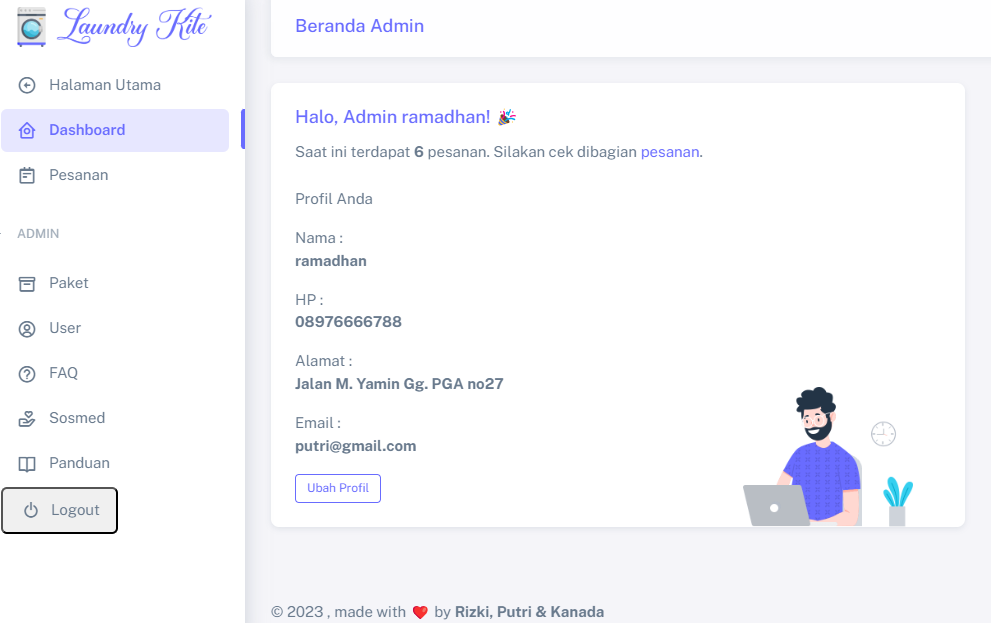 Laundry Kite
Halaman Utama
Dashboard
Pesanan
ADMIN
Paket
User
FAQ
Sosmed
Panduan
Logout
Beranda Admin
Halo, Admin ramadhan! 🎉
Saat ini terdapat 6 pesanan. Silakan cek dibagian pesanan.
Profil Anda
Nama :
ramadhan
HP :
08976666788
Alamat :
Jalan M. Yamin Gg. PGA no27
Email :
putri@gmail.com
Ubah Profil
© 2023 , made with ❤️ by Rizki, Putri & Kanada